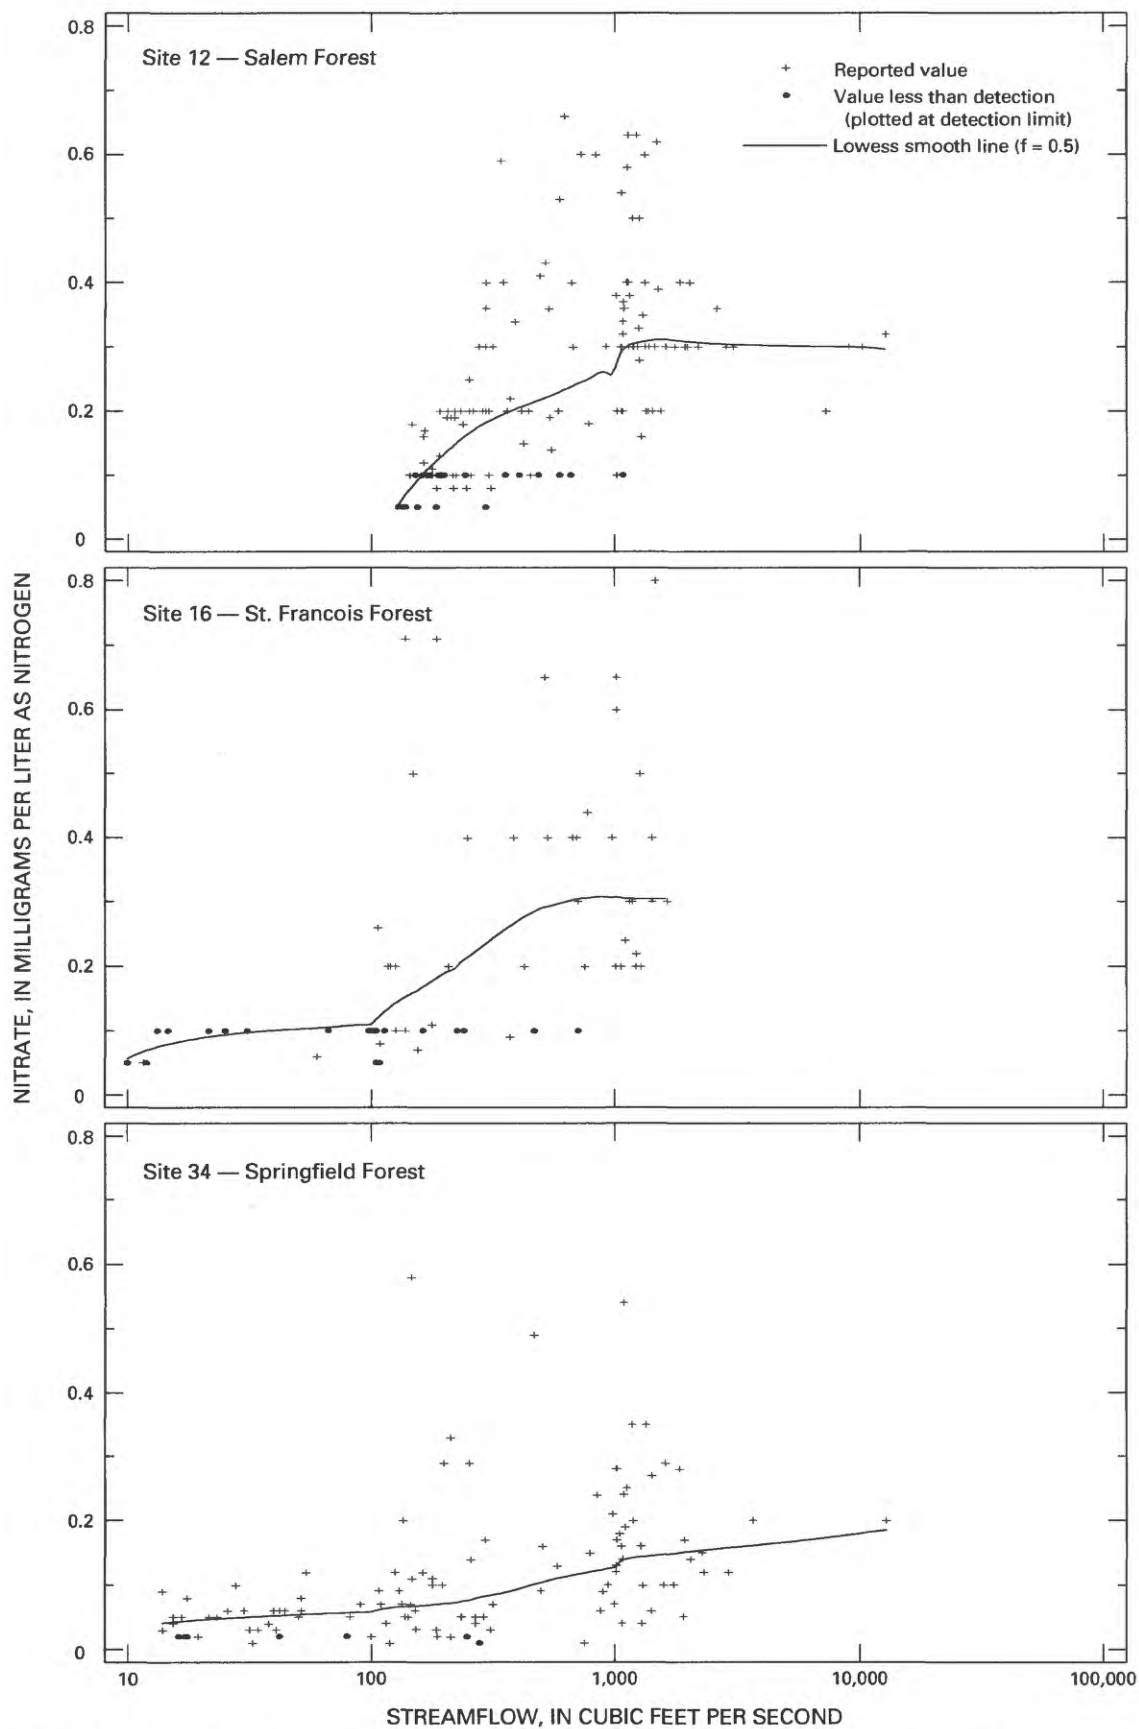 Site 12 — Salem Forest
+ Reported value
Value less than detection
(plotted at detection limit)
Lowess smooth line (f = 0.5)
0.8
0.6
0.4
0.2
0
Site 16 — St. Francois Forest
0.8
0.6
0.4
0.2
0
Site 34 — Springfield Forest
0.8
0.6
0.4
0.2
0
10
100
1,000
10,000
100,000
NITRATE, IN MILLIGRAMS PER LITER AS NITROGEN
STREAMFLOW, IN CUBIC FEET PER SECOND